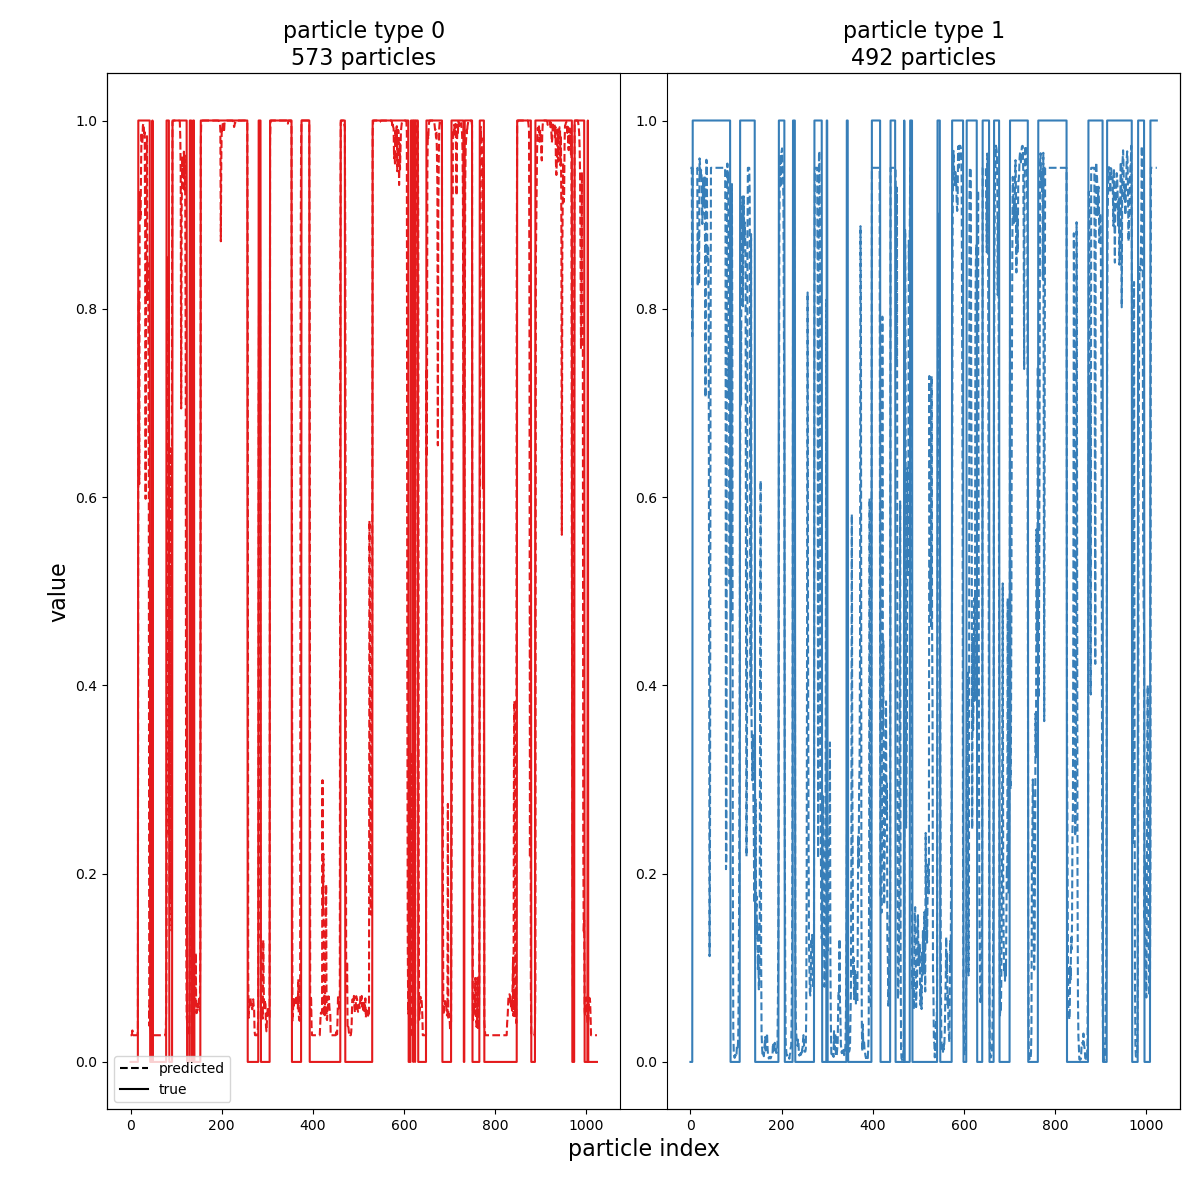 particle type 0
573 particles
particle type 1
492 particles
value
1.0
0.8
0.6
0.4
0.2
0.0
1.0
0.8
0.6
0.4
0.2
0.0
predicted
true
0 200 400 600 800 1000
0 200 400 600 800 1000
particle index